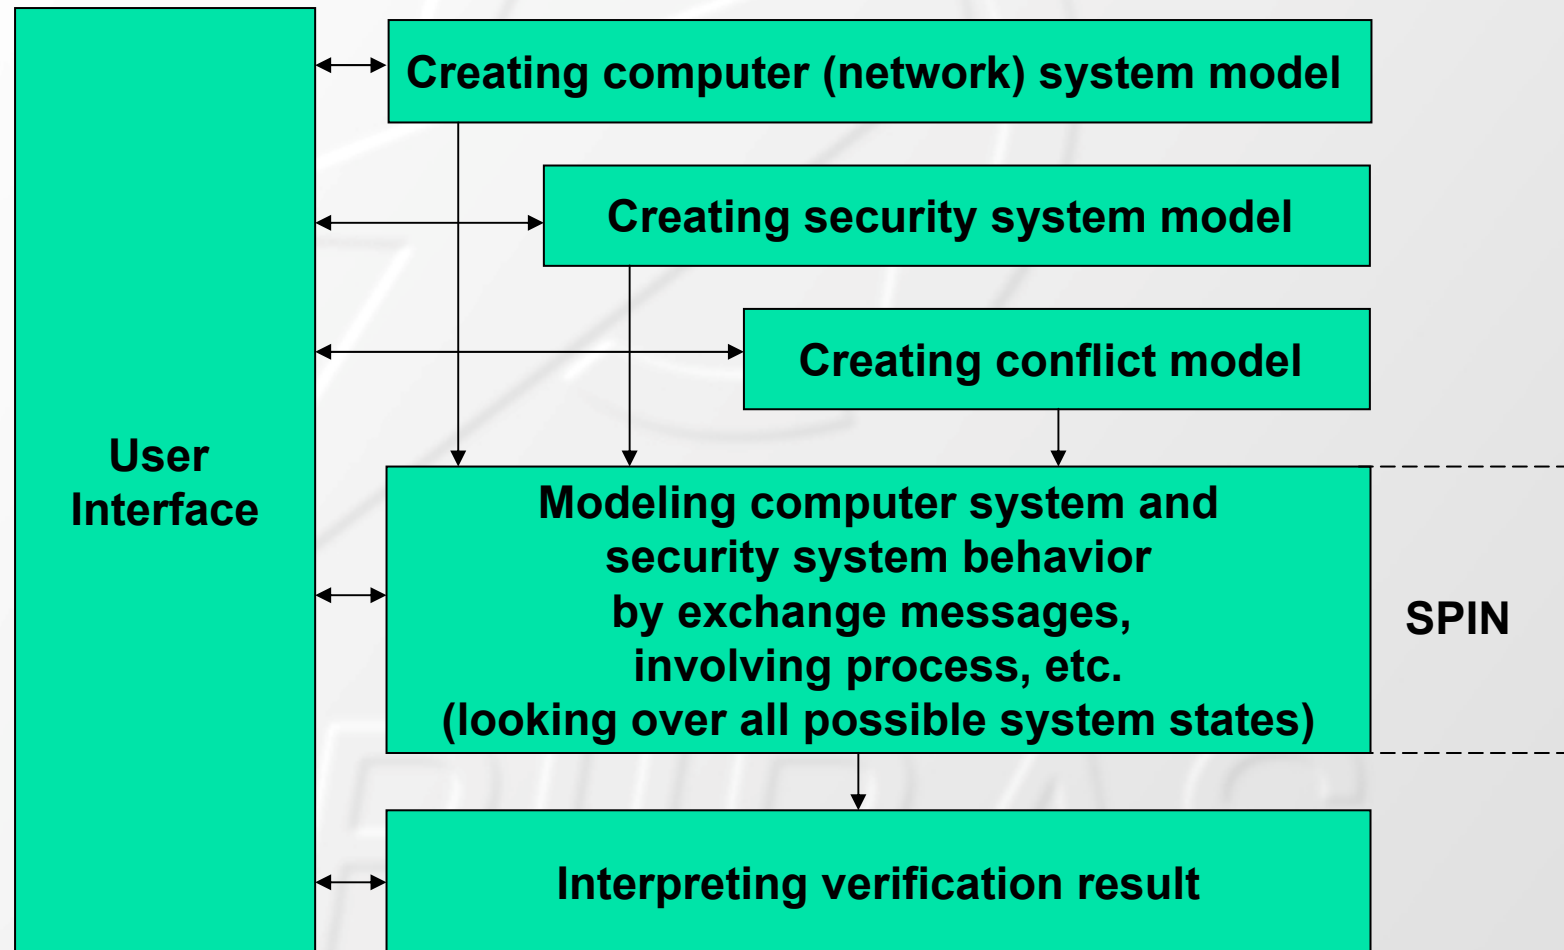 Creating computer (network) system model
Creating security system model
Creating conflict model
User
Interface
Modeling computer system and
security system behavior
by exchange messages,
involving process, etc.
(looking over all possible system states)
SPIN
Interpreting verification result